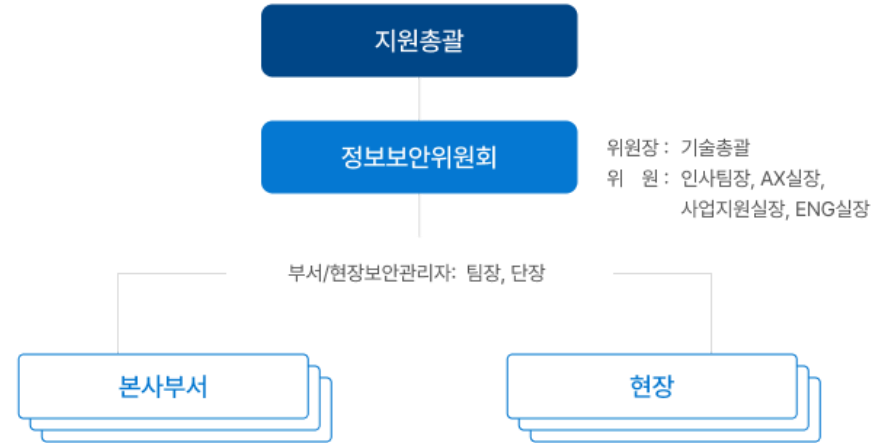 지원총괄
정보보안위원회
위원장 : 기술총괄
위 원 : 인사팀장, AX실장,
사업지원실장, ENG실장
부서/현장보안관리자: 팀장, 단장
본사부서
현장